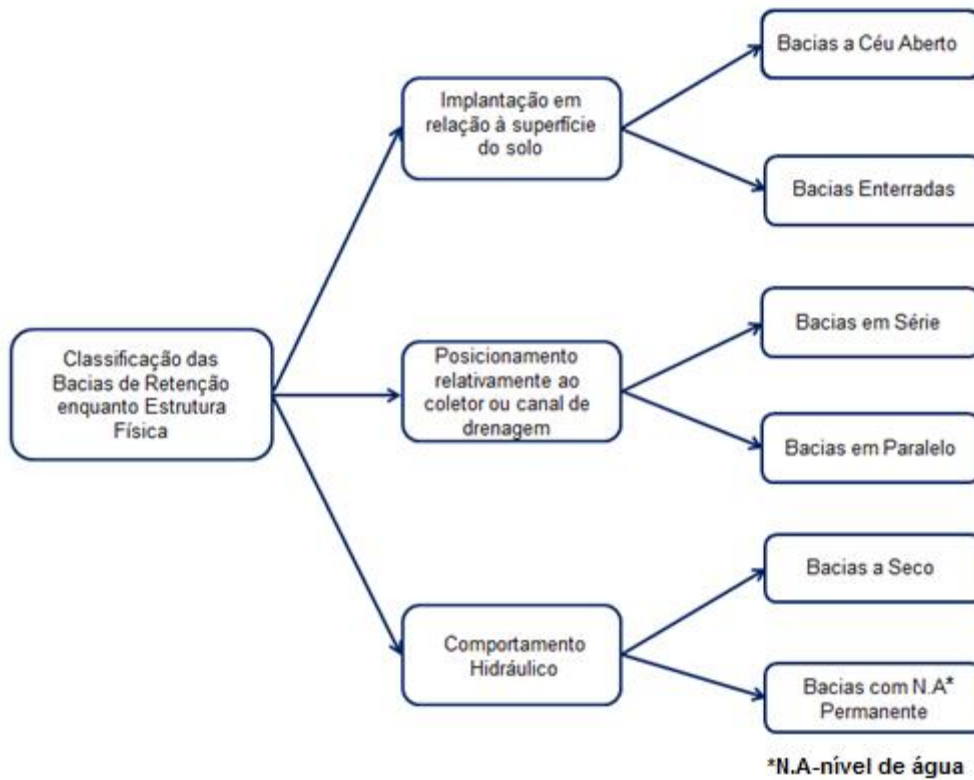 Classificação das
Bacias de Retenção
enquanto Estrutura
Física
Implantação em
relação à superfície
do solo
Bacias a Céu Aberto
Bacias Enterradas
Posicionamento
relativamente ao
coletor ou canal de
drenagem
Bacias em Série
Bacias em Paralelo
Comportamento
Hidráulico
Bacias a Seco
Bacias com N.A*
Permanente
*N.A-nível de água